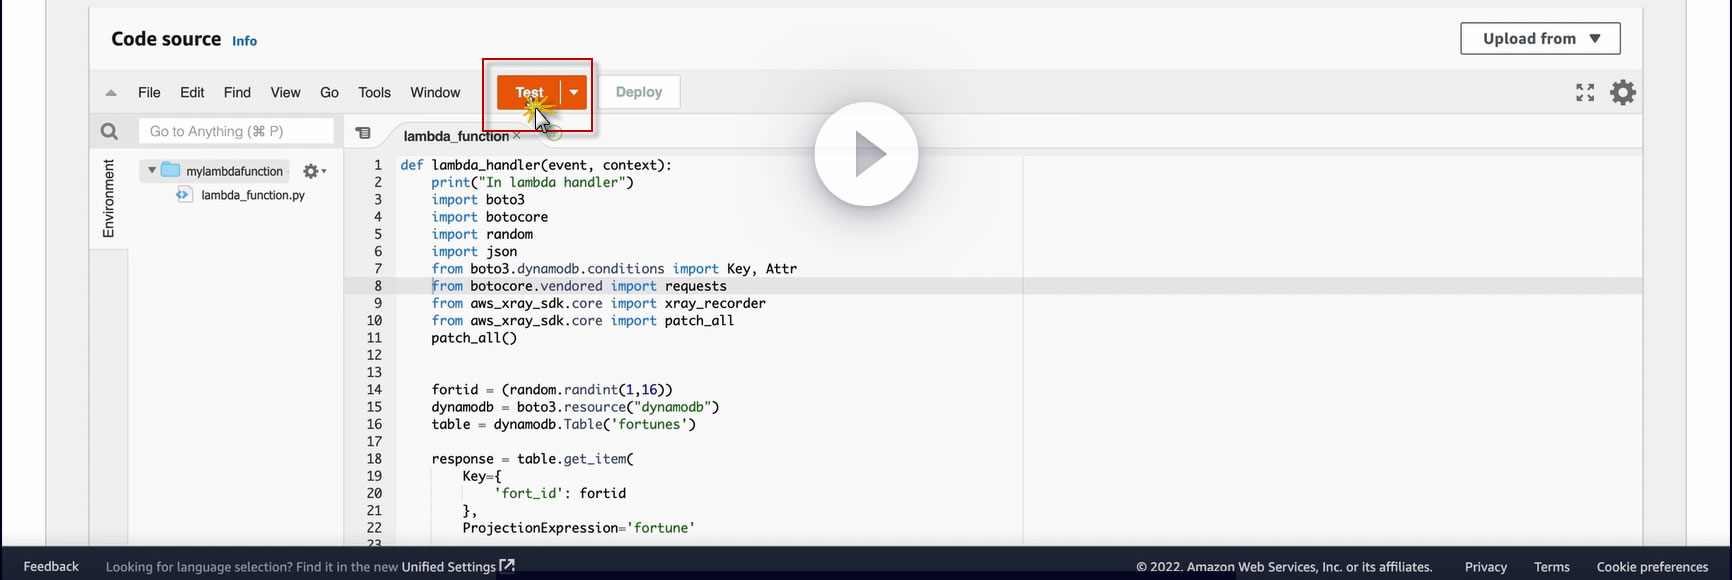 Code source Info
Upload from
File Edit Find View Go Tools Window Test Deploy
Go to Anything (⌘ P)
lambda_function ×
Environment
mylambdafunction
lambda_function.py
1 def lambda_handler(event, context):
2     print("In lambda handler")
3     import boto3
4     import botocore
5     import random
6     import json
7     from boto3.dynamodb.conditions import Key, Attr
8     from botocore.vendored import requests
9     from aws_xray_sdk.core import xray_recorder
10     from aws_xray_sdk.core import patch_all
11     patch_all()
12
13
14     fortid = (random.randint(1,16))
15     dynamodb = boto3.resource("dynamodb")
16     table = dynamodb.Table('fortunes')
17
18     response = table.get_item(
19         Key={
20             'fort_id': fortid
21         },
22         ProjectionExpression='fortune'
23
Feedback Looking for language selection? Find it in the new Unified Settings © 2022, Amazon Web Services, Inc. or its affiliates. Privacy Terms Cookie preferences